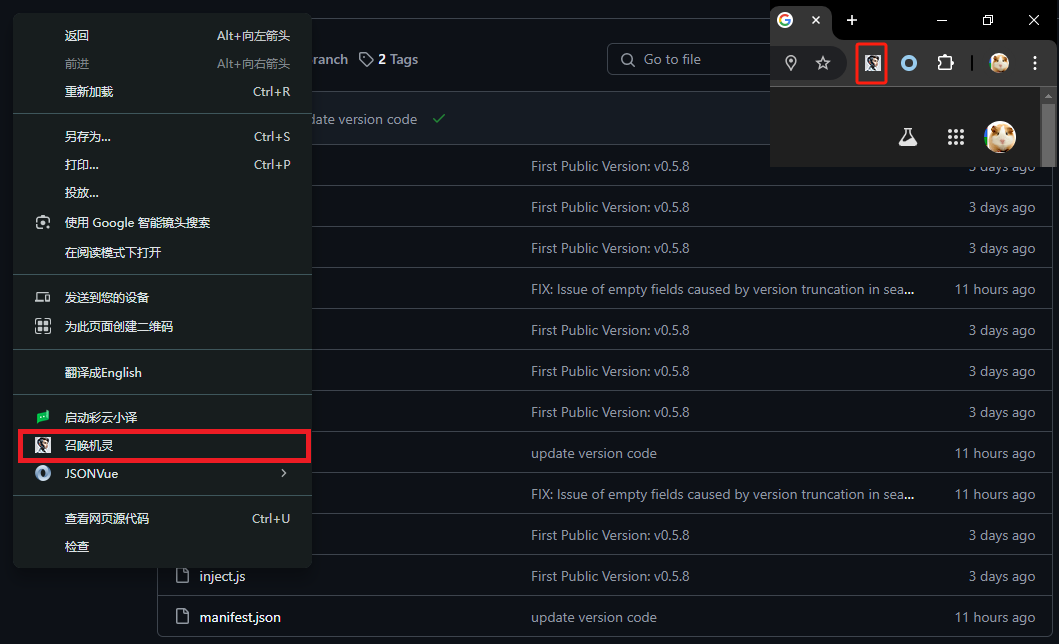 返回 Alt+向左箭头
前进 Alt+向右箭头
重新加载 Ctrl+R
另存为... Ctrl+S
打印... Ctrl+P
投放...
使用 Google 智能镜头搜索
在阅读模式下打开
发送到您的设备
为此页面创建二维码
翻译成English
启动彩云小译
召唤机灵
JSONVue
查看网页源代码 Ctrl+U
检查
ranch 2 Tags
Go to file
date version code
First Public Version: v0.5.8 3 days ago
First Public Version: v0.5.8 3 days ago
First Public Version: v0.5.8 3 days ago
FIX: Issue of empty fields caused by version truncation in sea... 11 hours ago
First Public Version: v0.5.8 3 days ago
First Public Version: v0.5.8 3 days ago
First Public Version: v0.5.8 3 days ago
update version code 11 hours ago
FIX: Issue of empty fields caused by version truncation in sea... 11 hours ago
First Public Version: v0.5.8 3 days ago
inject.js First Public Version: v0.5.8 3 days ago
manifest.json update version code 11 hours ago